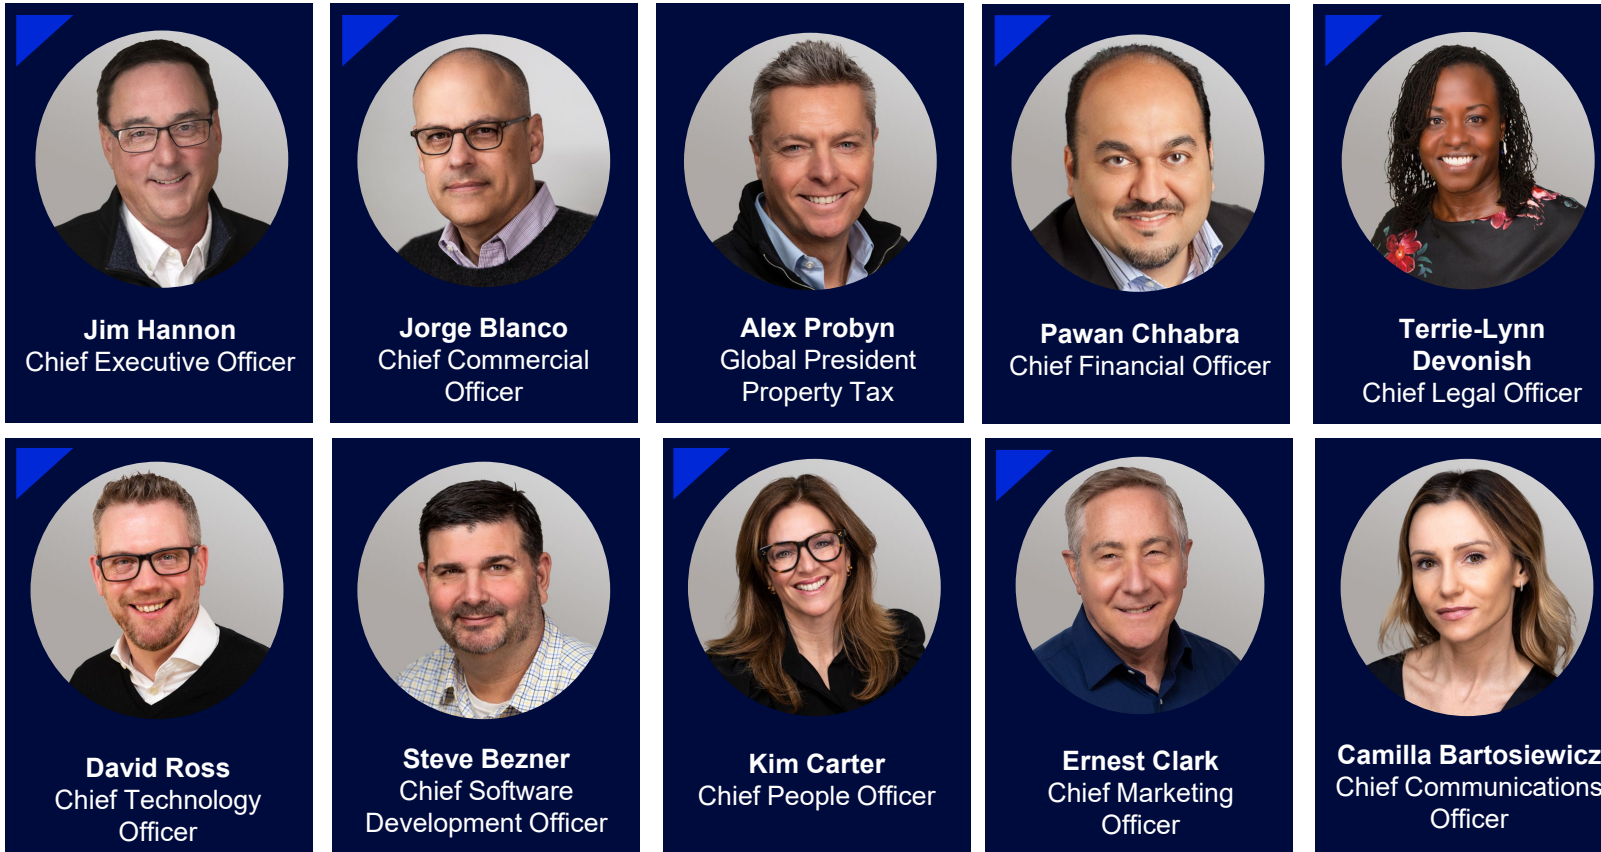 Jim Hannon
Chief Executive Officer
Jorge Blanco
Chief Commercial
Officer
Alex Probyn
Global President
Property Tax
Pawan Chhabra
Chief Financial Officer
Terrie-Lynn
Devonish
Chief Legal Officer
David Ross
Chief Technology
Officer
Steve Bezner
Chief Software
Development Officer
Kim Carter
Chief People Officer
Ernest Clark
Chief Marketing
Officer
Camilla Bartosiewicz
Chief Communications
Officer